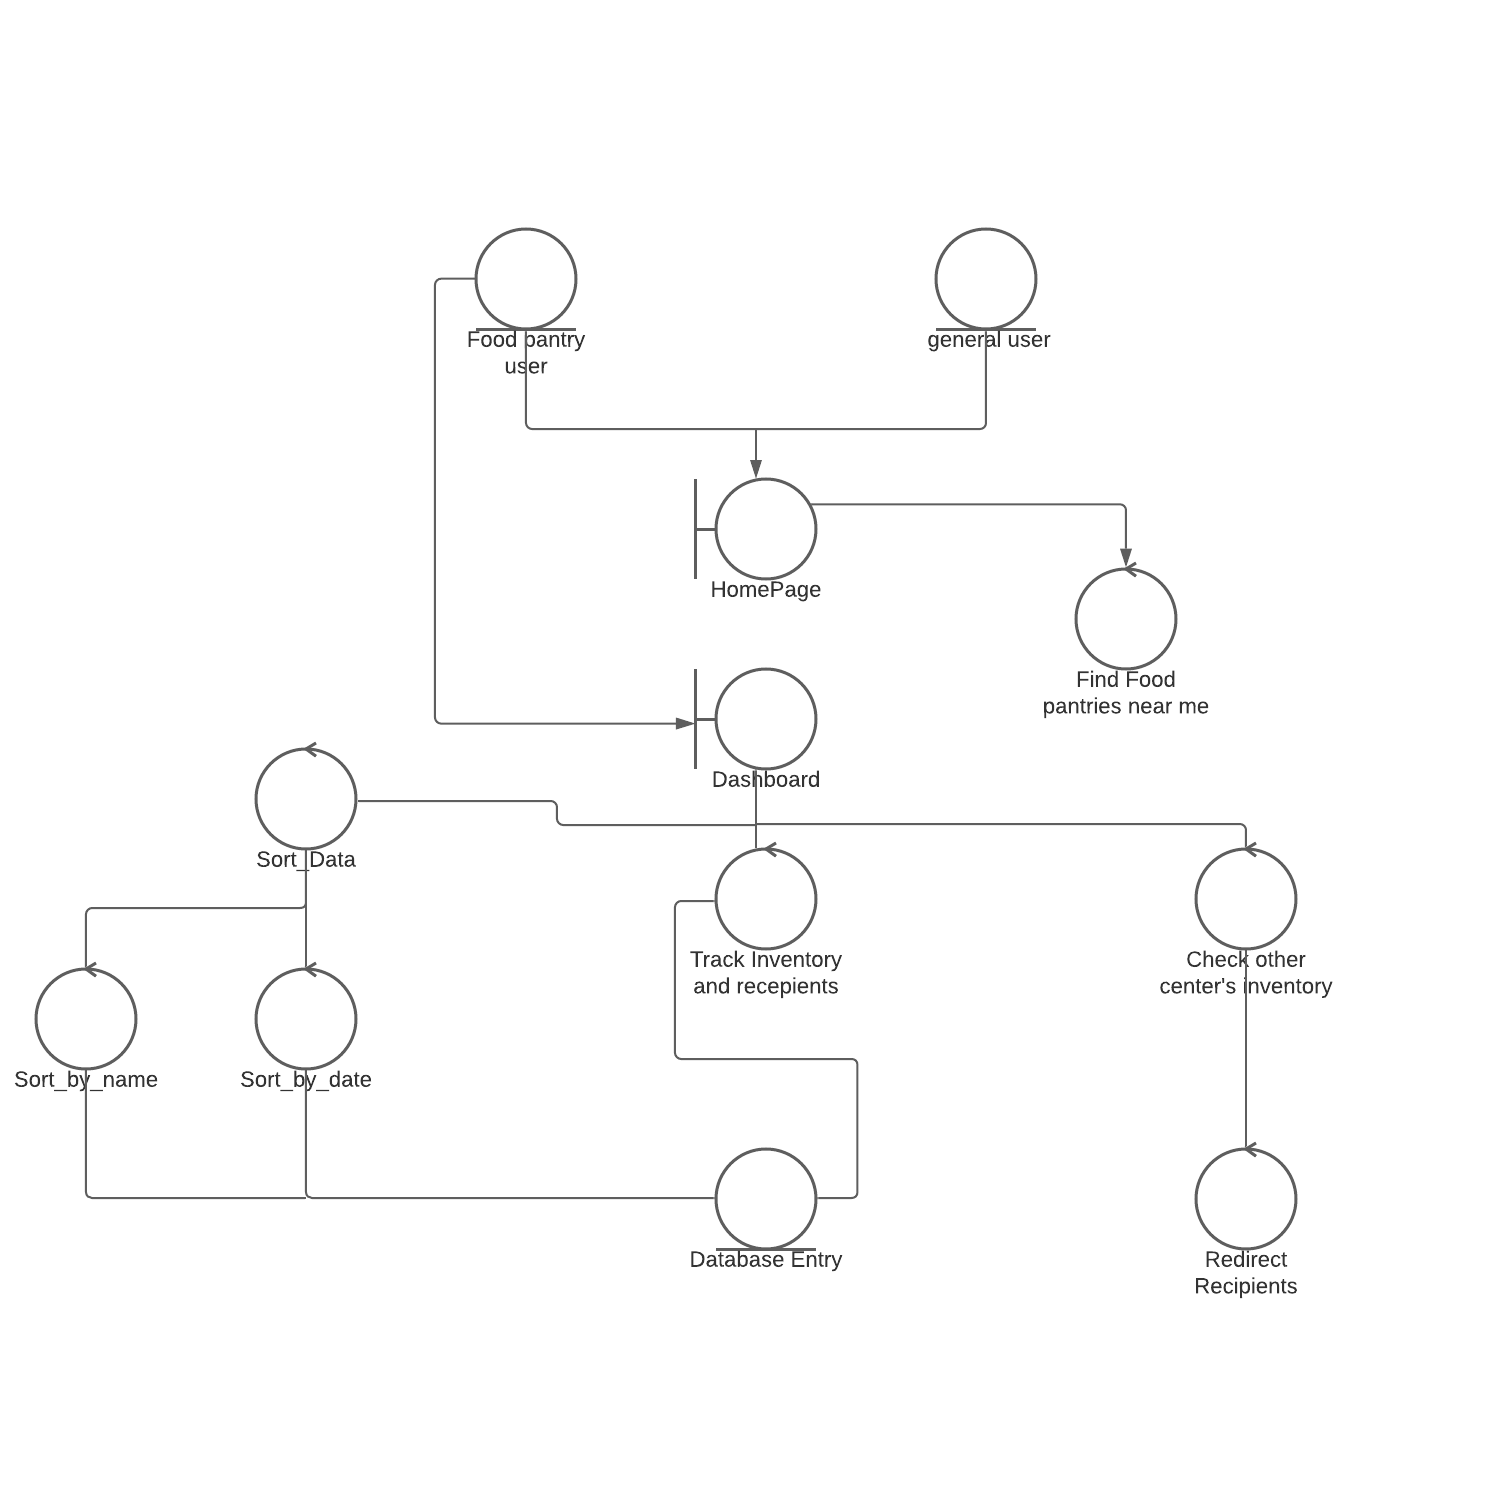 Food pantry
user
general user
HomePage
Find Food
pantries near me
Dashboard
Sort_Data
Track Inventory
and recepients
Check other
center's inventory
Sort_by_name
Sort_by_date
Database Entry
Redirect
Recipients